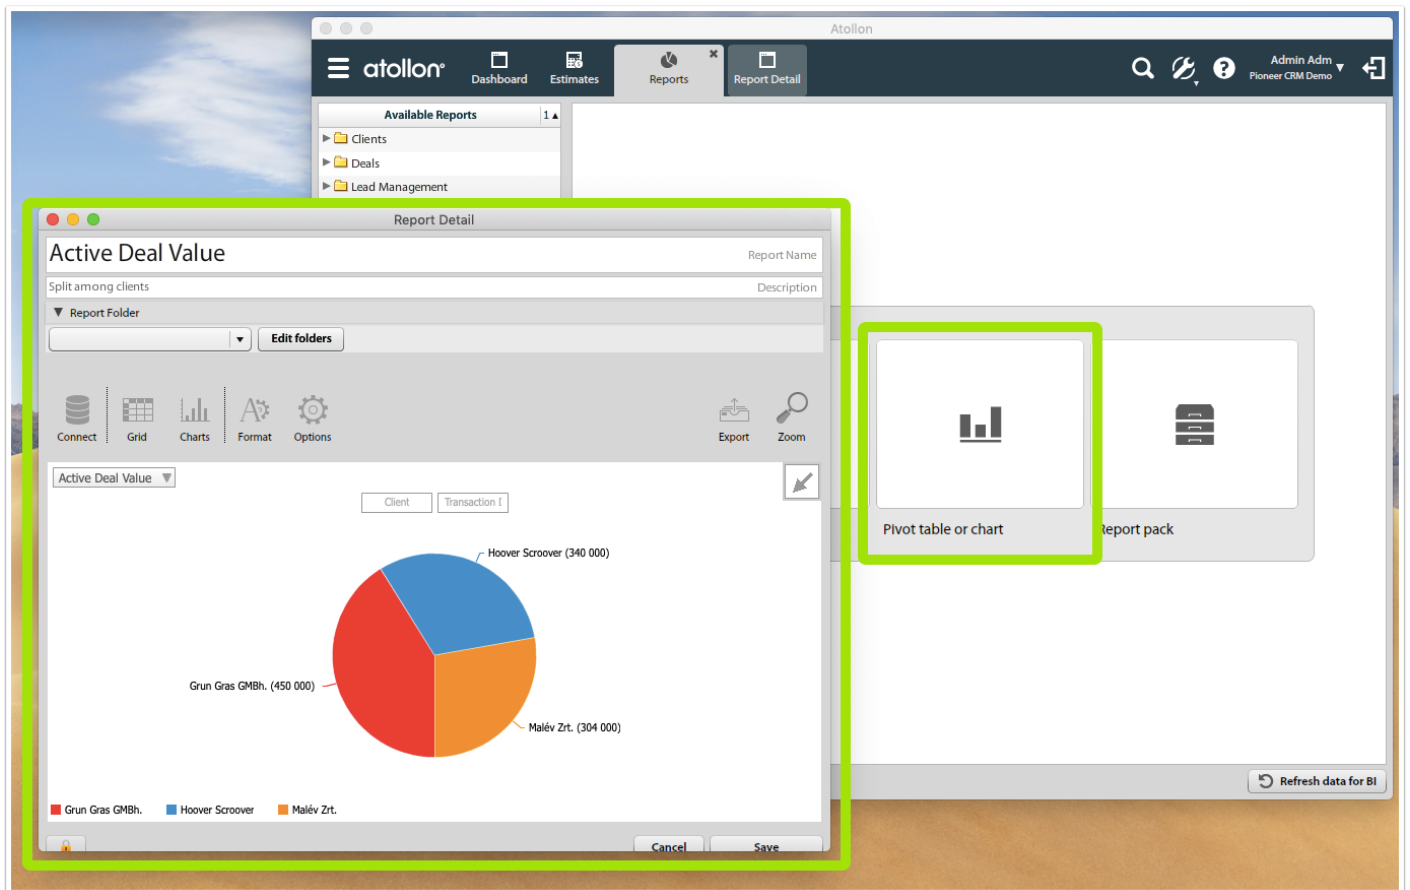 Atollon
atollon
Dashboard
Estimates
Reports
Report Detail
Admin Adm
Pioneer CRM Demo
Available Reports
1
Clients
Deals
Lead Management
Report Detail
Active Deal Value
Report Name
Split among clients
Description
Report Folder
Edit folders
Connect
Grid
Charts
Format
Options
Export
Zoom
Active Deal Value
Client
Transaction
Hoover Scroover (340 000)
Grun Gras GMBh. (450 000)
Malév Zrt. (304 000)
Grun Gras GMBh.
Hoover Scroover
Malév Zrt.
Cancel
Save
Pivot table or chart
Report pack
Refresh data for BI